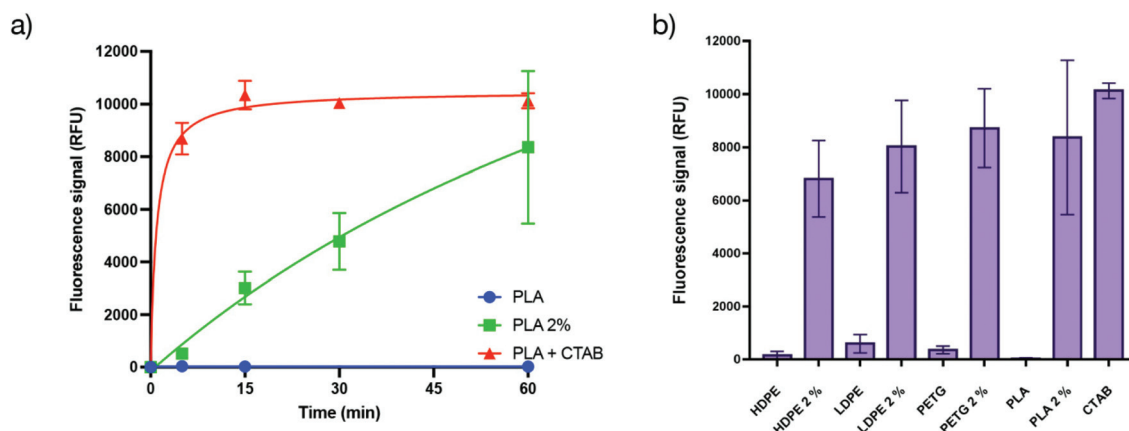 a)
12000
10000
8000
6000
4000
2000
0
Fluorescence signal (RFU)
0 15 30 45 60
Time (min)
PLA
PLA 2%
PLA + CTAB
b)
12000
10000
8000
6000
4000
2000
0
Fluorescence signal (RFU)
HDPE
HDPE 2 %
LDPE
LDPE 2 %
PETG
PETG 2 %
PLA
PLA 2 %
CTAB